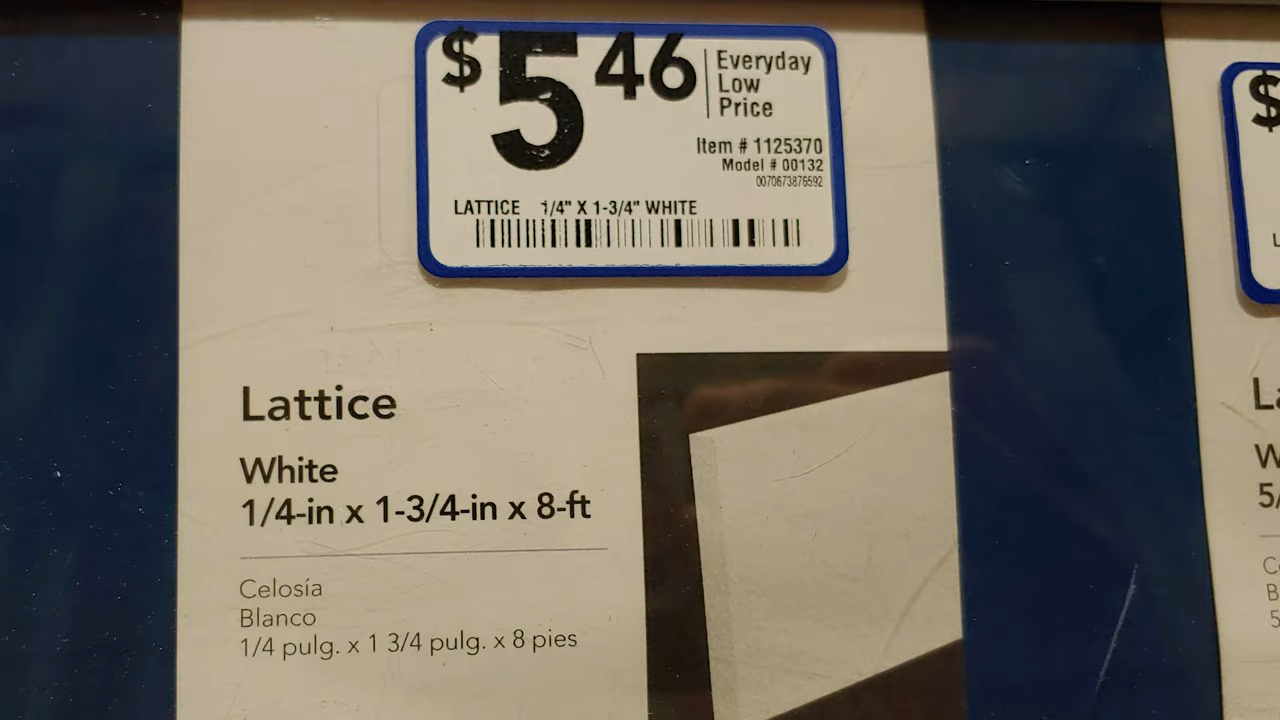 $5 46
Everyday
Low
Price
Item # 1125370
Model # 00132
0070673876592
LATTICE 1/4" X 1-3/4" WHITE
Lattice
White
1/4-in x 1-3/4-in x 8-ft
Celosía
Blanco
1/4 pulg. x 1 3/4 pulg. x 8 pies
$